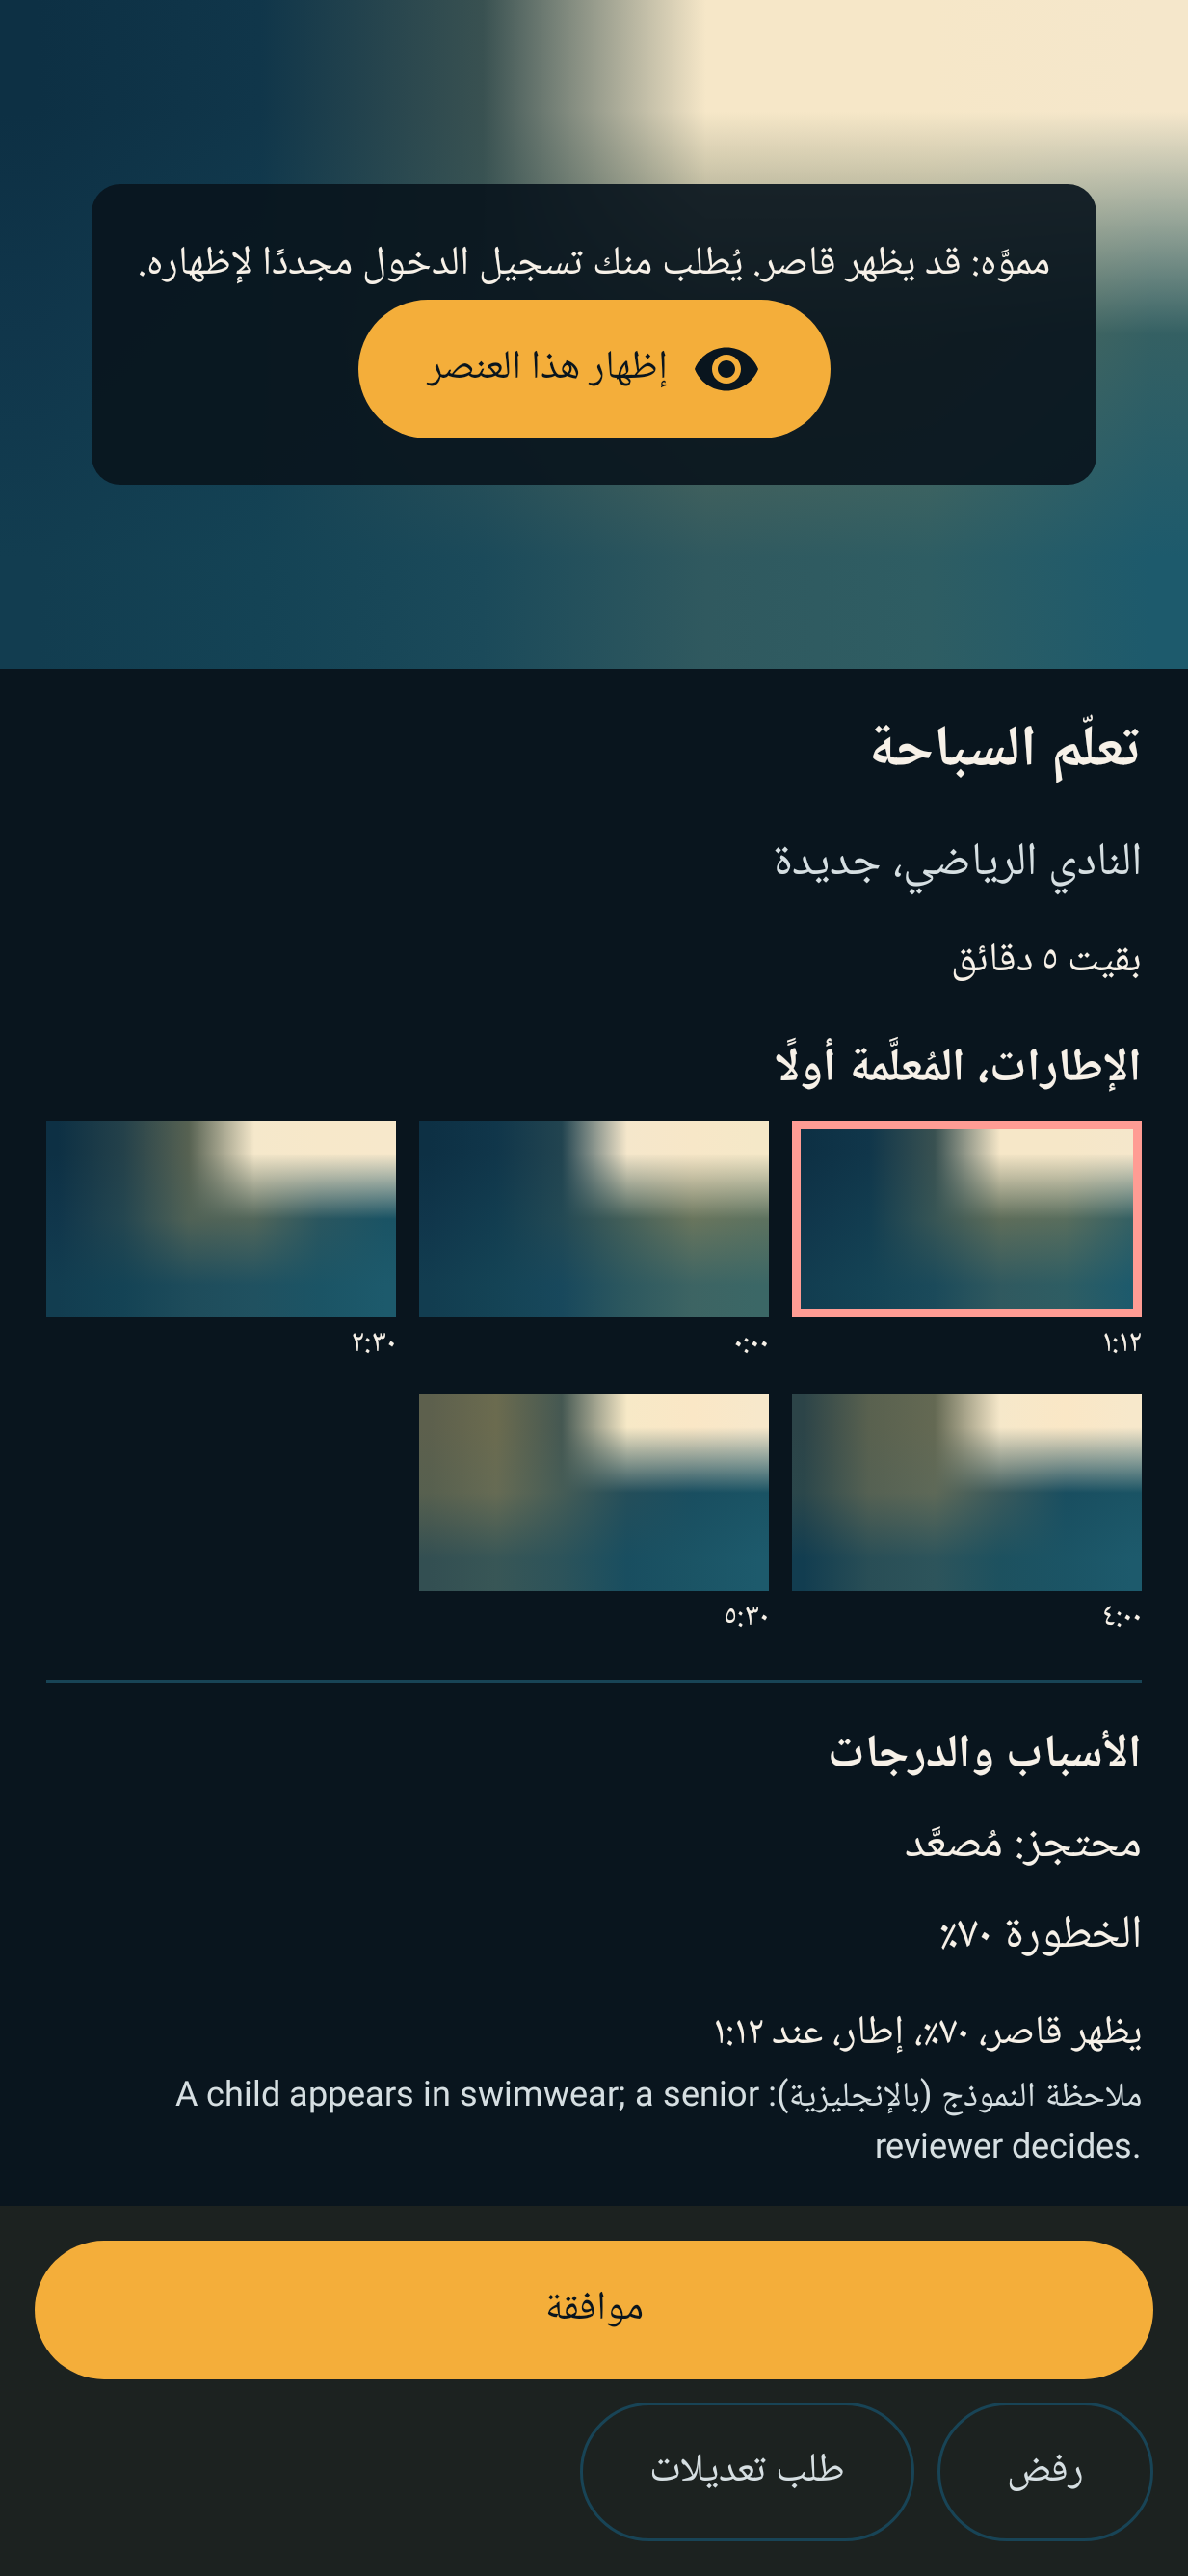 مموَّه: قد يظهر قاصر. يُطلب منك تسجيل الدخول مجددًا لإظهاره.
إظهار هذا العنصر
تعلّم السباحة
النادي الرياضي، جديدة
بقيت ٥ دقائق
الإطارات، المُعلَّمة أولًا
١:١٢
٠:٠٠
٢:٣٠
٤:٠٠
٥:٣٠
الأسباب والدرجات
محتجز: مُصعَّد
الخطورة ٧٠٪
يظهر قاصر، ٧٠٪، إطار، عند ١:١٢
ملاحظة النموذج (بالإنجليزية): A child appears in swimwear; a senior
reviewer decides.
موافقة
رفض
طلب تعديلات